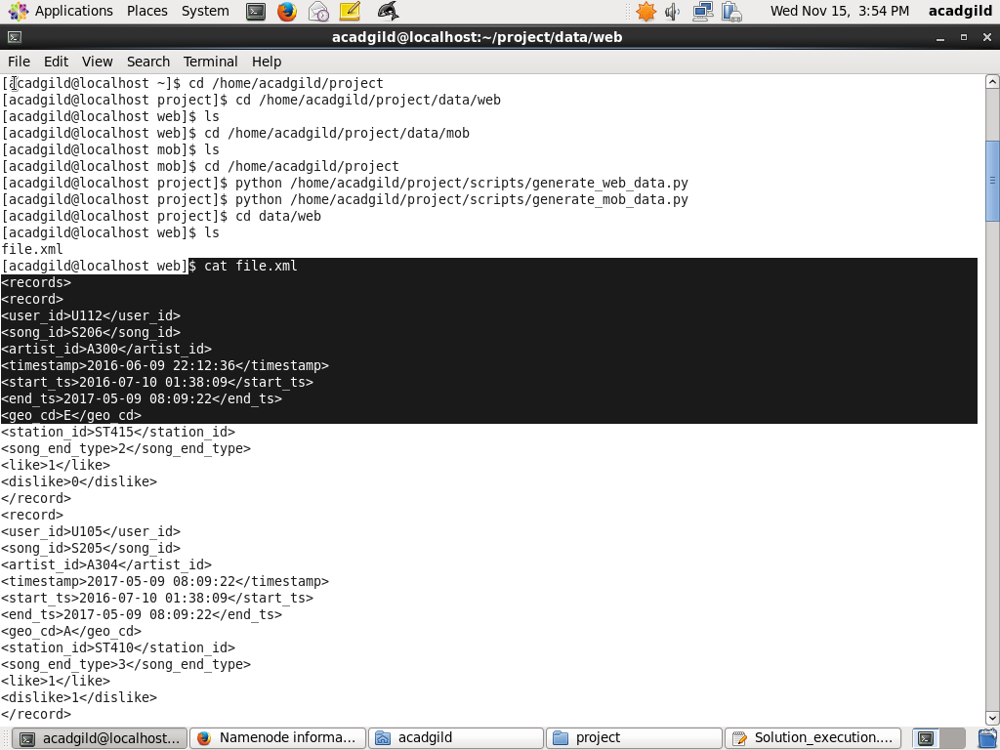 Applications Places System Wed Nov 15, 3:54 PM acadgild
acadgild@localhost:~/project/data/web
File Edit View Search Terminal Help
[acadgild@localhost ~]$ cd /home/acadgild/project
[acadgild@localhost project]$ cd /home/acadgild/project/data/web
[acadgild@localhost web]$ ls
[acadgild@localhost web]$ cd /home/acadgild/project/data/mob
[acadgild@localhost mob]$ ls
[acadgild@localhost mob]$ cd /home/acadgild/project
[acadgild@localhost project]$ python /home/acadgild/project/scripts/generate_web_data.py
[acadgild@localhost project]$ python /home/acadgild/project/scripts/generate_mob_data.py
[acadgild@localhost project]$ cd data/web
[acadgild@localhost web]$ ls
file.xml
[acadgild@localhost web]$ cat file.xml
<records>
<record>
<user_id>U112</user_id>
<song_id>S206</song_id>
<artist_id>A300</artist_id>
<timestamp>2016-06-09 22:12:36</timestamp>
<start_ts>2016-07-10 01:38:09</start_ts>
<end_ts>2017-05-09 08:09:22</end_ts>
<geo_cd>E</geo_cd>
<station_id>ST415</station_id>
<song_end_type>2</song_end_type>
<like>1</like>
<dislike>0</dislike>
</record>
<record>
<user_id>U105</user_id>
<song_id>S205</song_id>
<artist_id>A304</artist_id>
<timestamp>2017-05-09 08:09:22</timestamp>
<start_ts>2016-07-10 01:38:09</start_ts>
<end_ts>2017-05-09 08:09:22</end_ts>
<geo_cd>A</geo_cd>
<station_id>ST410</station_id>
<song_end_type>3</song_end_type>
<like>1</like>
<dislike>1</dislike>
</record>
acadgild@localhost... Namenode informa... acadgild project Solution_execution....